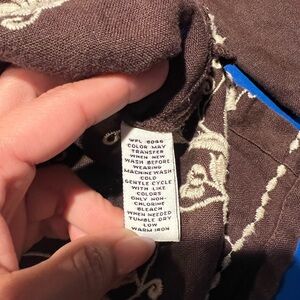 WPL 8066
COLOR MAY
TRANSFER
WHEN NEW
WASH BEFORE
WEARING
MACHINE WASH
COLD
GENTLE CYCLE
WITH LIKE
COLORS
ONLY NON-
CHLORINE
BLEACH
WHEN NEEDED
TUMBLE DRY
LOW
WARM IRON